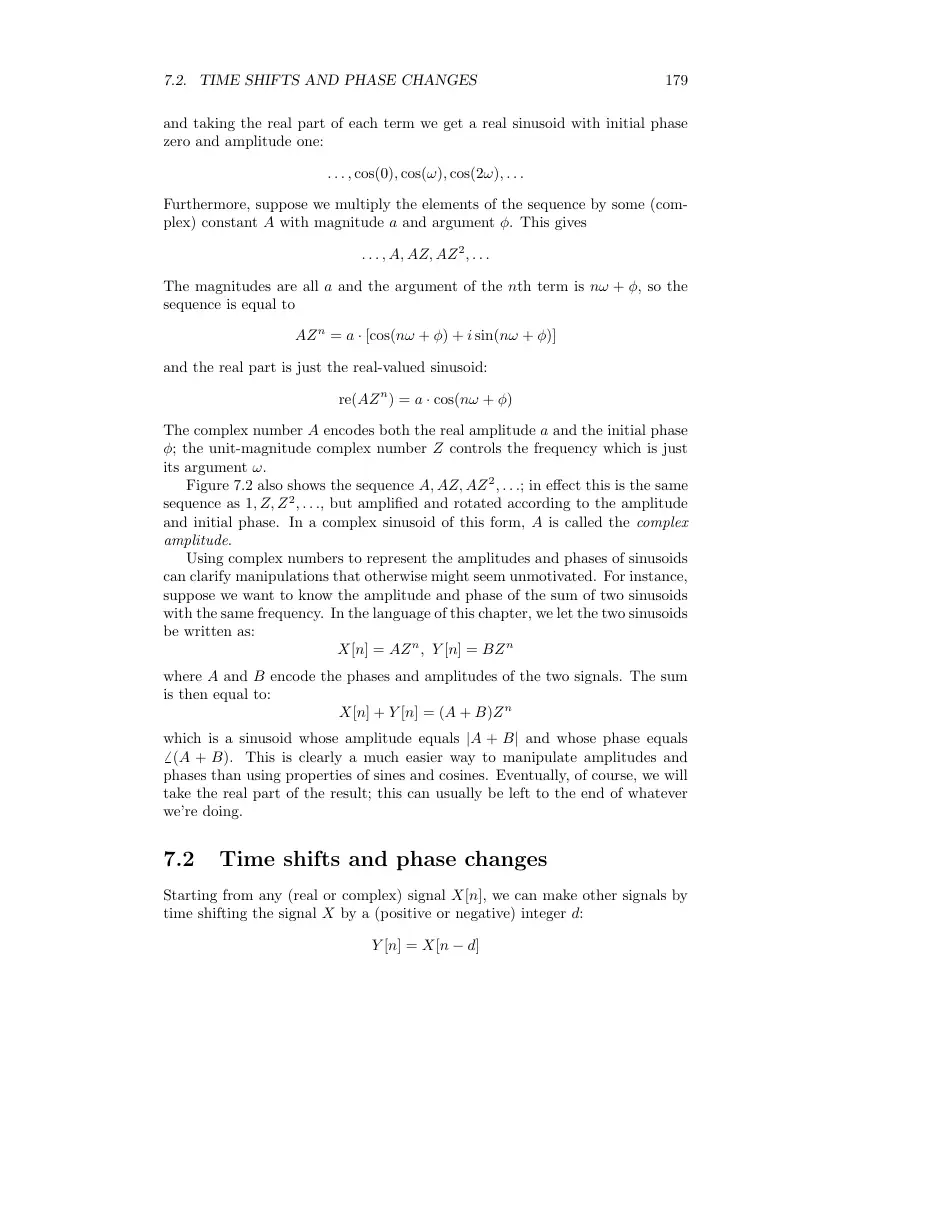 7.2. TIME SHIFTS AND PHASE CHANGES 179
and taking the real part of each term we get a real sinusoid with initial phase
zero and amplitude one:
. . . , cos(0), cos(ω), cos(2ω), . . .
Furthermore, suppose we multiply the elements of the sequence by some (com-
plex) constant A with magnitude a and argument ϕ. This gives
. . . , A, AZ, AZ², . . .
The magnitudes are all a and the argument of the nth term is nω + ϕ, so the
sequence is equal to
AZⁿ = a · [cos(nω + ϕ) + i sin(nω + ϕ)]
and the real part is just the real-valued sinusoid:
re(AZⁿ) = a · cos(nω + ϕ)
The complex number A encodes both the real amplitude a and the initial phase
ϕ; the unit-magnitude complex number Z controls the frequency which is just
its argument ω.
Figure 7.2 also shows the sequence A, AZ, AZ², . . .; in effect this is the same
sequence as 1, Z, Z², . . ., but amplified and rotated according to the amplitude
and initial phase. In a complex sinusoid of this form, A is called the complex
amplitude.
Using complex numbers to represent the amplitudes and phases of sinusoids
can clarify manipulations that otherwise might seem unmotivated. For instance,
suppose we want to know the amplitude and phase of the sum of two sinusoids
with the same frequency. In the language of this chapter, we let the two sinusoids
be written as:
X[n] = AZⁿ, Y[n] = BZⁿ
where A and B encode the phases and amplitudes of the two signals. The sum
is then equal to:
X[n] + Y[n] = (A + B)Zⁿ
which is a sinusoid whose amplitude equals |A + B| and whose phase equals
∠(A + B). This is clearly a much easier way to manipulate amplitudes and
phases than using properties of sines and cosines. Eventually, of course, we will
take the real part of the result; this can usually be left to the end of whatever
we're doing.
7.2 Time shifts and phase changes
Starting from any (real or complex) signal X[n], we can make other signals by
time shifting the signal X by a (positive or negative) integer d:
Y[n] = X[n − d]